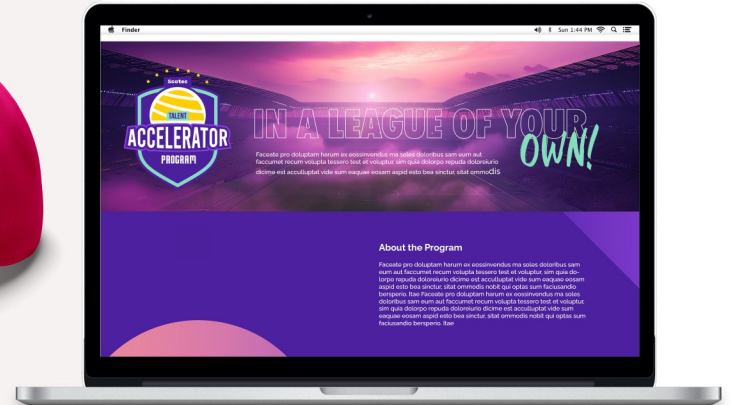 Finder
Sun 1:44 PM
Scotes
TALENT
ACCELERATOR
PROGRAM
IN A LEAGUE OF YOUR
OWN!
Faceate pro doluptam harum ex eossinvendus ma soles doloribus sam eum aut
faccumet recum volupta tessero test et voluptur, sim quia dolorpo repuda doloreiurio
dicime est acculluptat vide sum eaquae eosam aspid esto bea sinctur, sitat ommodis
About the Program
Faceate pro doluptam harum ex eossinvendus ma soles doloribus sam
eum aut faccumet recum volupta tessero test et voluptur, sim quia do-
lorpo repuda doloreiurio dicime est acculluptat vide sum eaquae eosam
aspid esto bea sinctur, sitat ommodis nobit qui optas sum faciusandio
bersperio. Itae Faceate pro doluptam harum ex eossinvendus ma soles
doloribus sam eum aut faccumet recum volupta tessero test et voluptur,
sim quia dolorpo repuda doloreiurio dicime est acculluptat vide sum
eaquae eosam aspid esto bea sinctur, sitat ommodis nobit qui optas sum
faciusandio bersperio. Itae